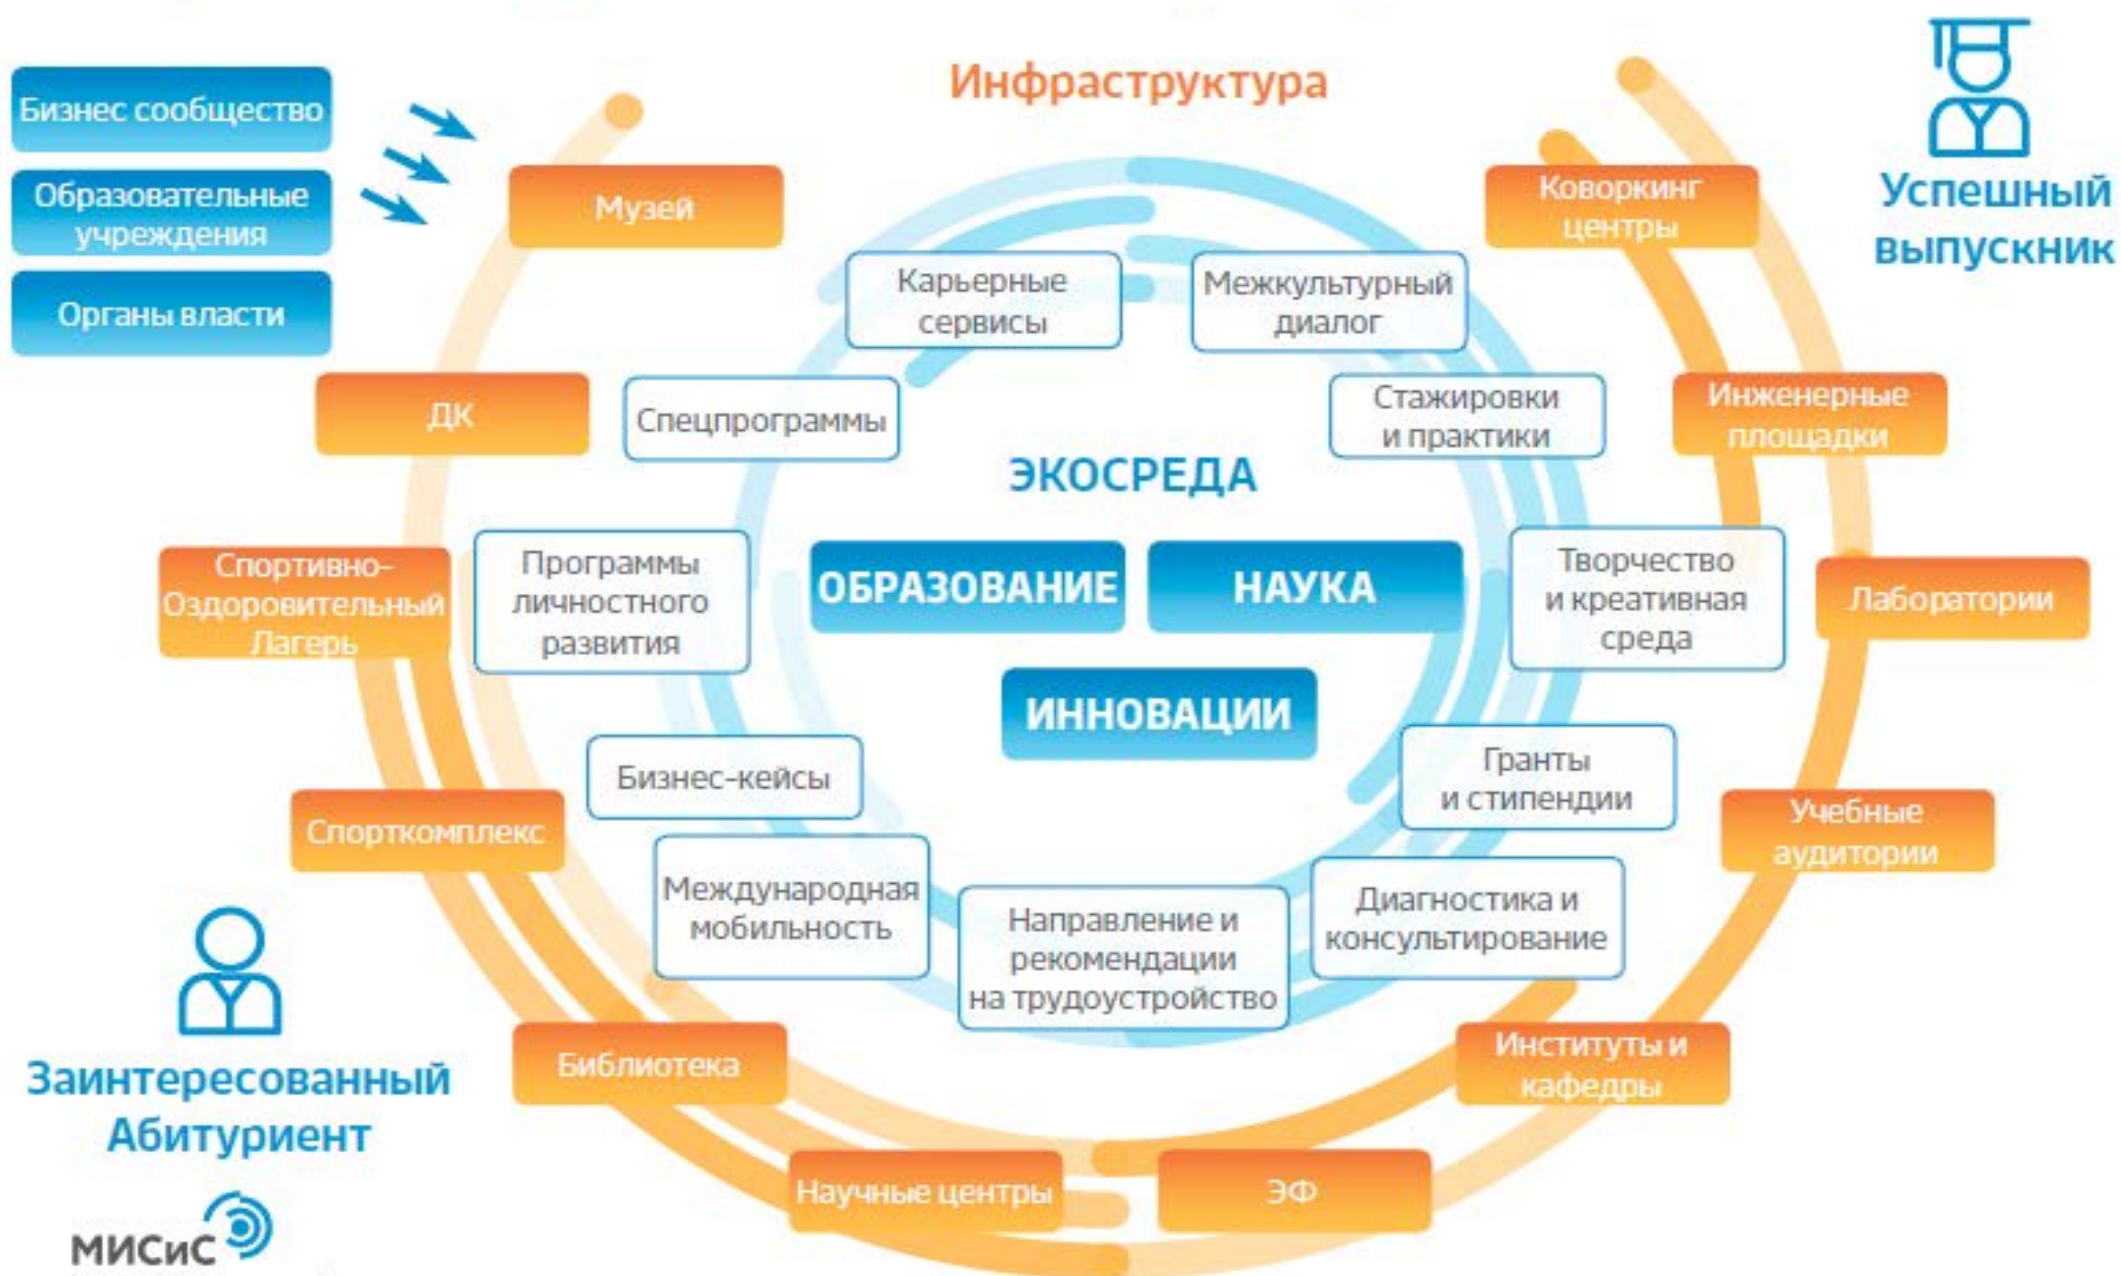 Инфраструктура
Бизнес сообщество
Образовательные
учреждения
Органы власти
Успешный
выпускник
Музей
Коворкинг
центры
Карьерные
сервисы
Межкультурный
диалог
ДК
Спецпрограммы
Стажировки
и практики
Инженерные
площадки
ЭКОСРЕДА
Спортивно-
Оздоровительный
Лагерь
Программы
личностного
развития
ОБРАЗОВАНИЕ
НАУКА
ИННОВАЦИИ
Творчество
и креативная
среда
Лаборатории
Бизнес-кейсы
Гранты
и стипендии
Спорткомплекс
Учебные
аудитории
Международная
мобильность
Направление и
рекомендации
на трудоустройство
Диагностика и
консультирование
Заинтересованный
Абитуриент
Библиотека
Институты и
кафедры
Научные центры
ЭФ
МИСиС